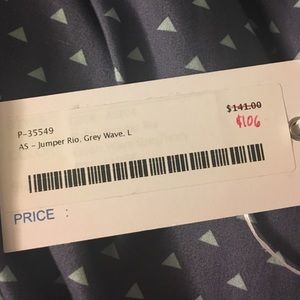 P-35549
$141.00
AS - Jumper Rio. Grey Wave. L
$106
PRICE :